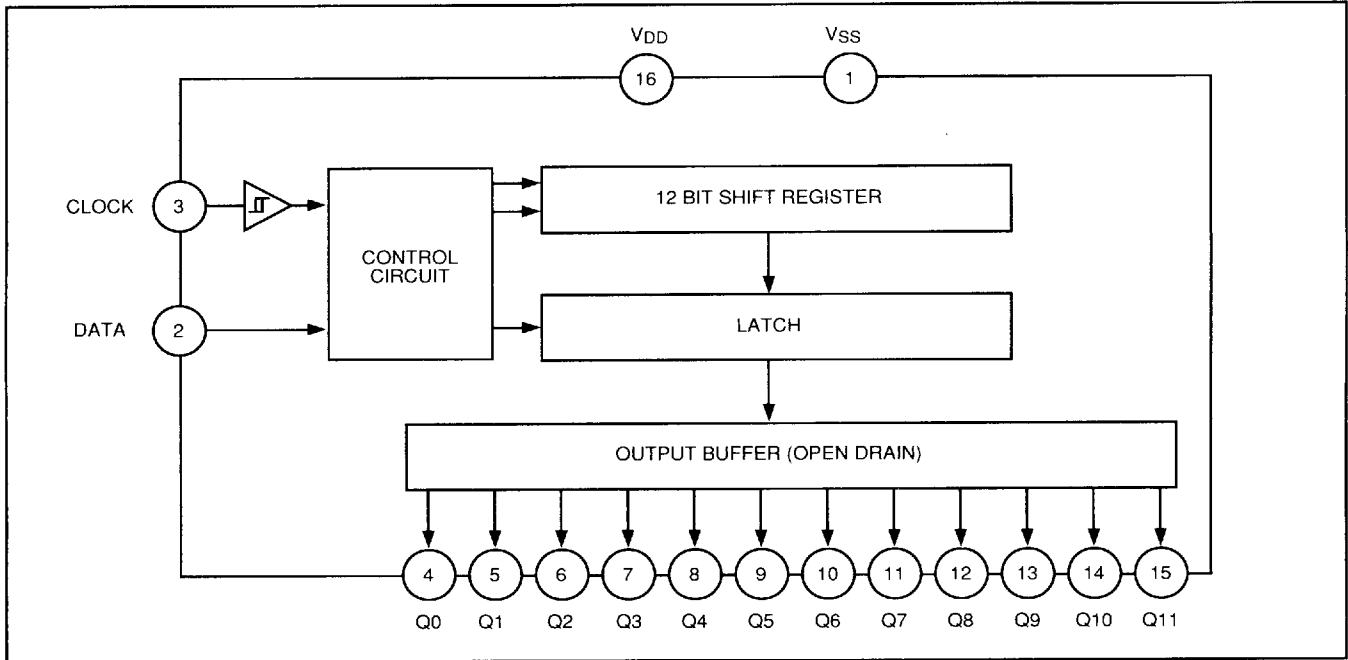 VDD VSS
16 1
CLOCK 3
12 BIT SHIFT REGISTER
CONTROL
CIRCUIT
DATA 2
LATCH
OUTPUT BUFFER (OPEN DRAIN)
4 5 6 7 8 9 10 11 12 13 14 15
Q0 Q1 Q2 Q3 Q4 Q5 Q6 Q7 Q8 Q9 Q10 Q11